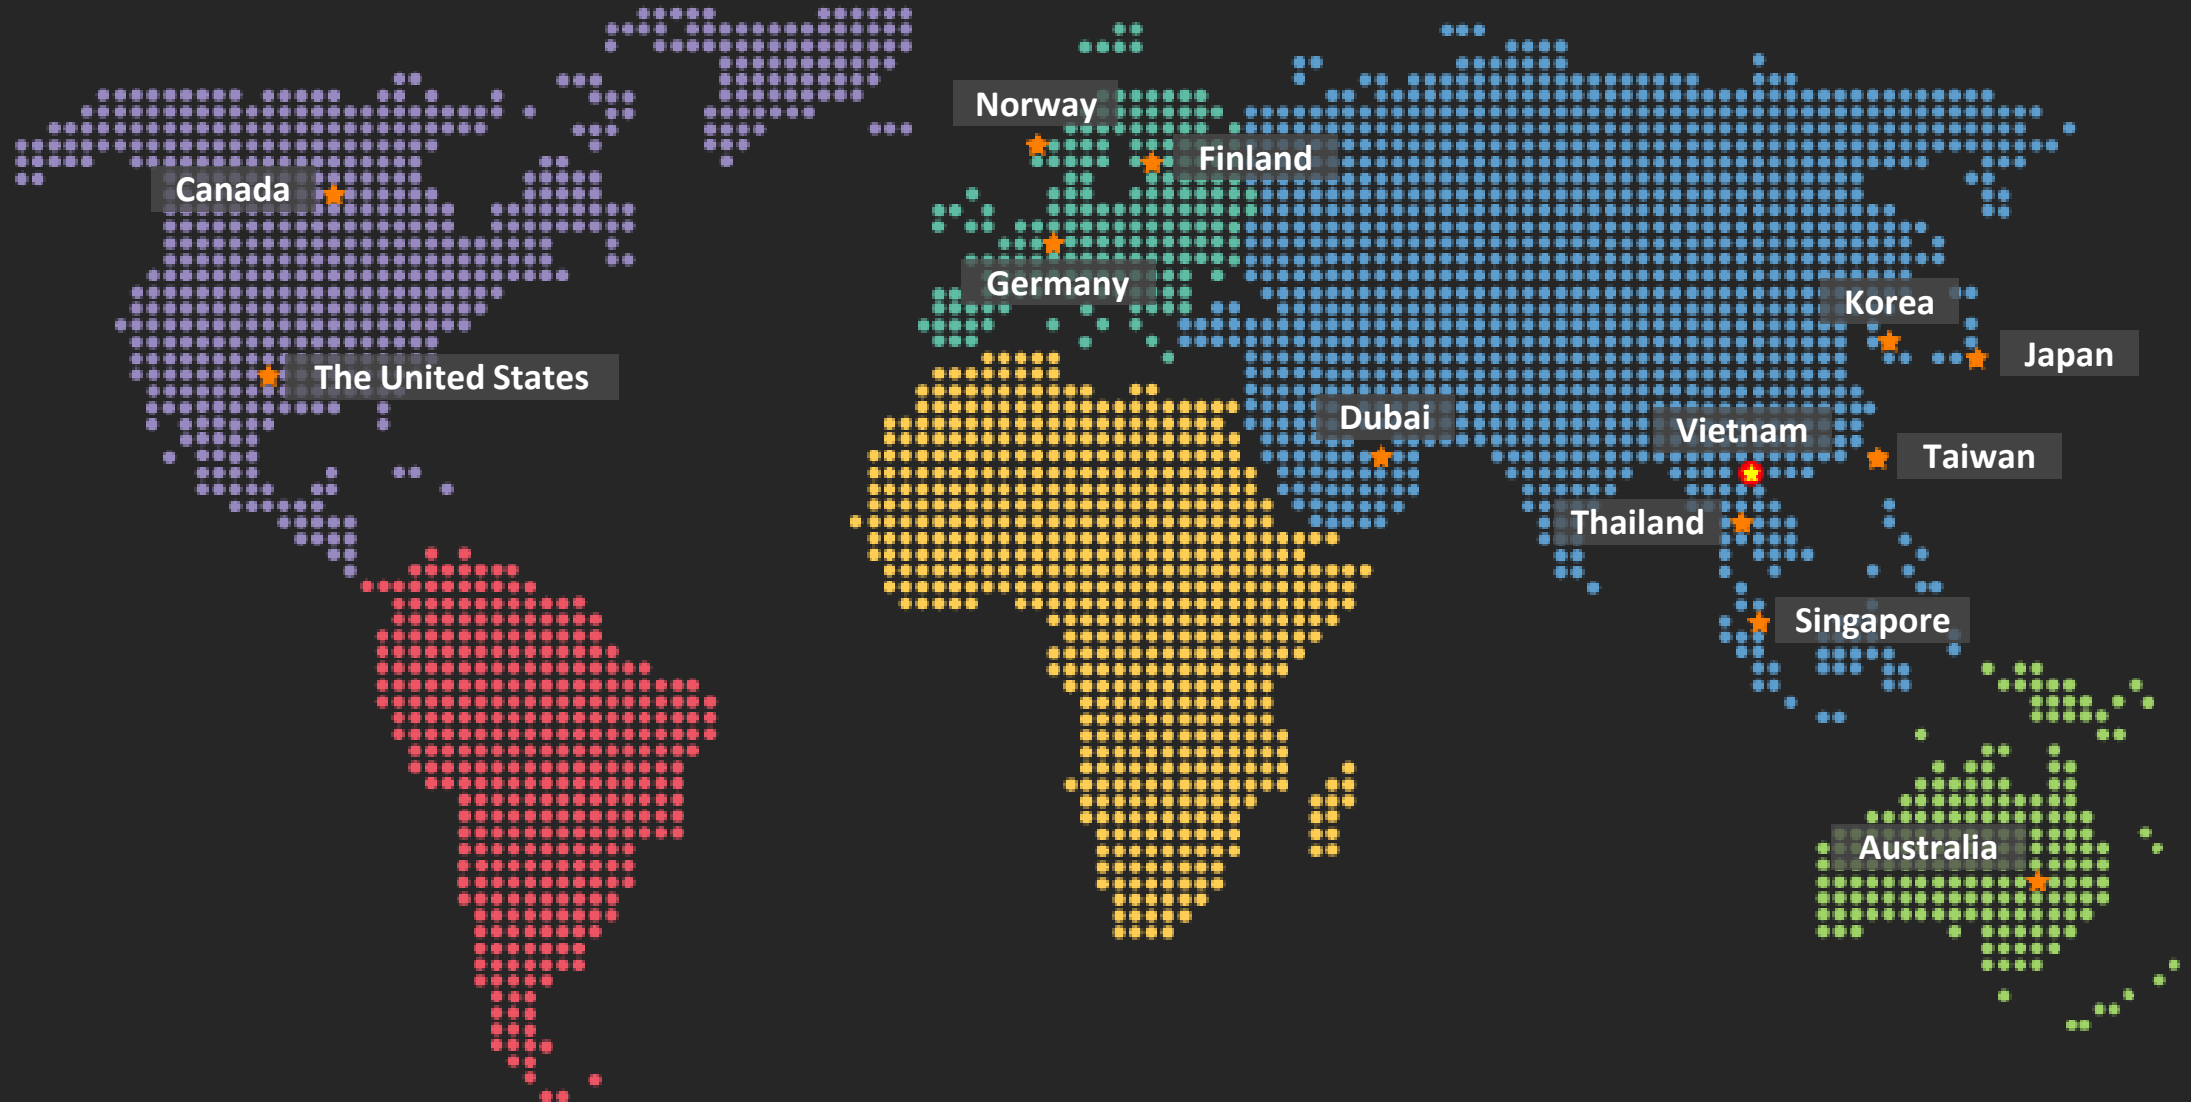 Norway
Finland
Canada
Germany
Korea
Japan
The United States
Dubai
Vietnam
Taiwan
Thailand
Singapore
Australia